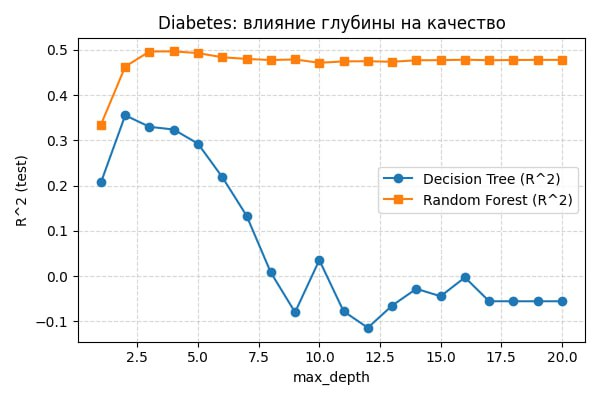 Diabetes: влияние глубины на качество
0.5
0.4
0.3
0.2
0.1
0.0
−0.1
R^2 (test)
Decision Tree (R^2)
Random Forest (R^2)
2.5 5.0 7.5 10.0 12.5 15.0 17.5 20.0
max_depth